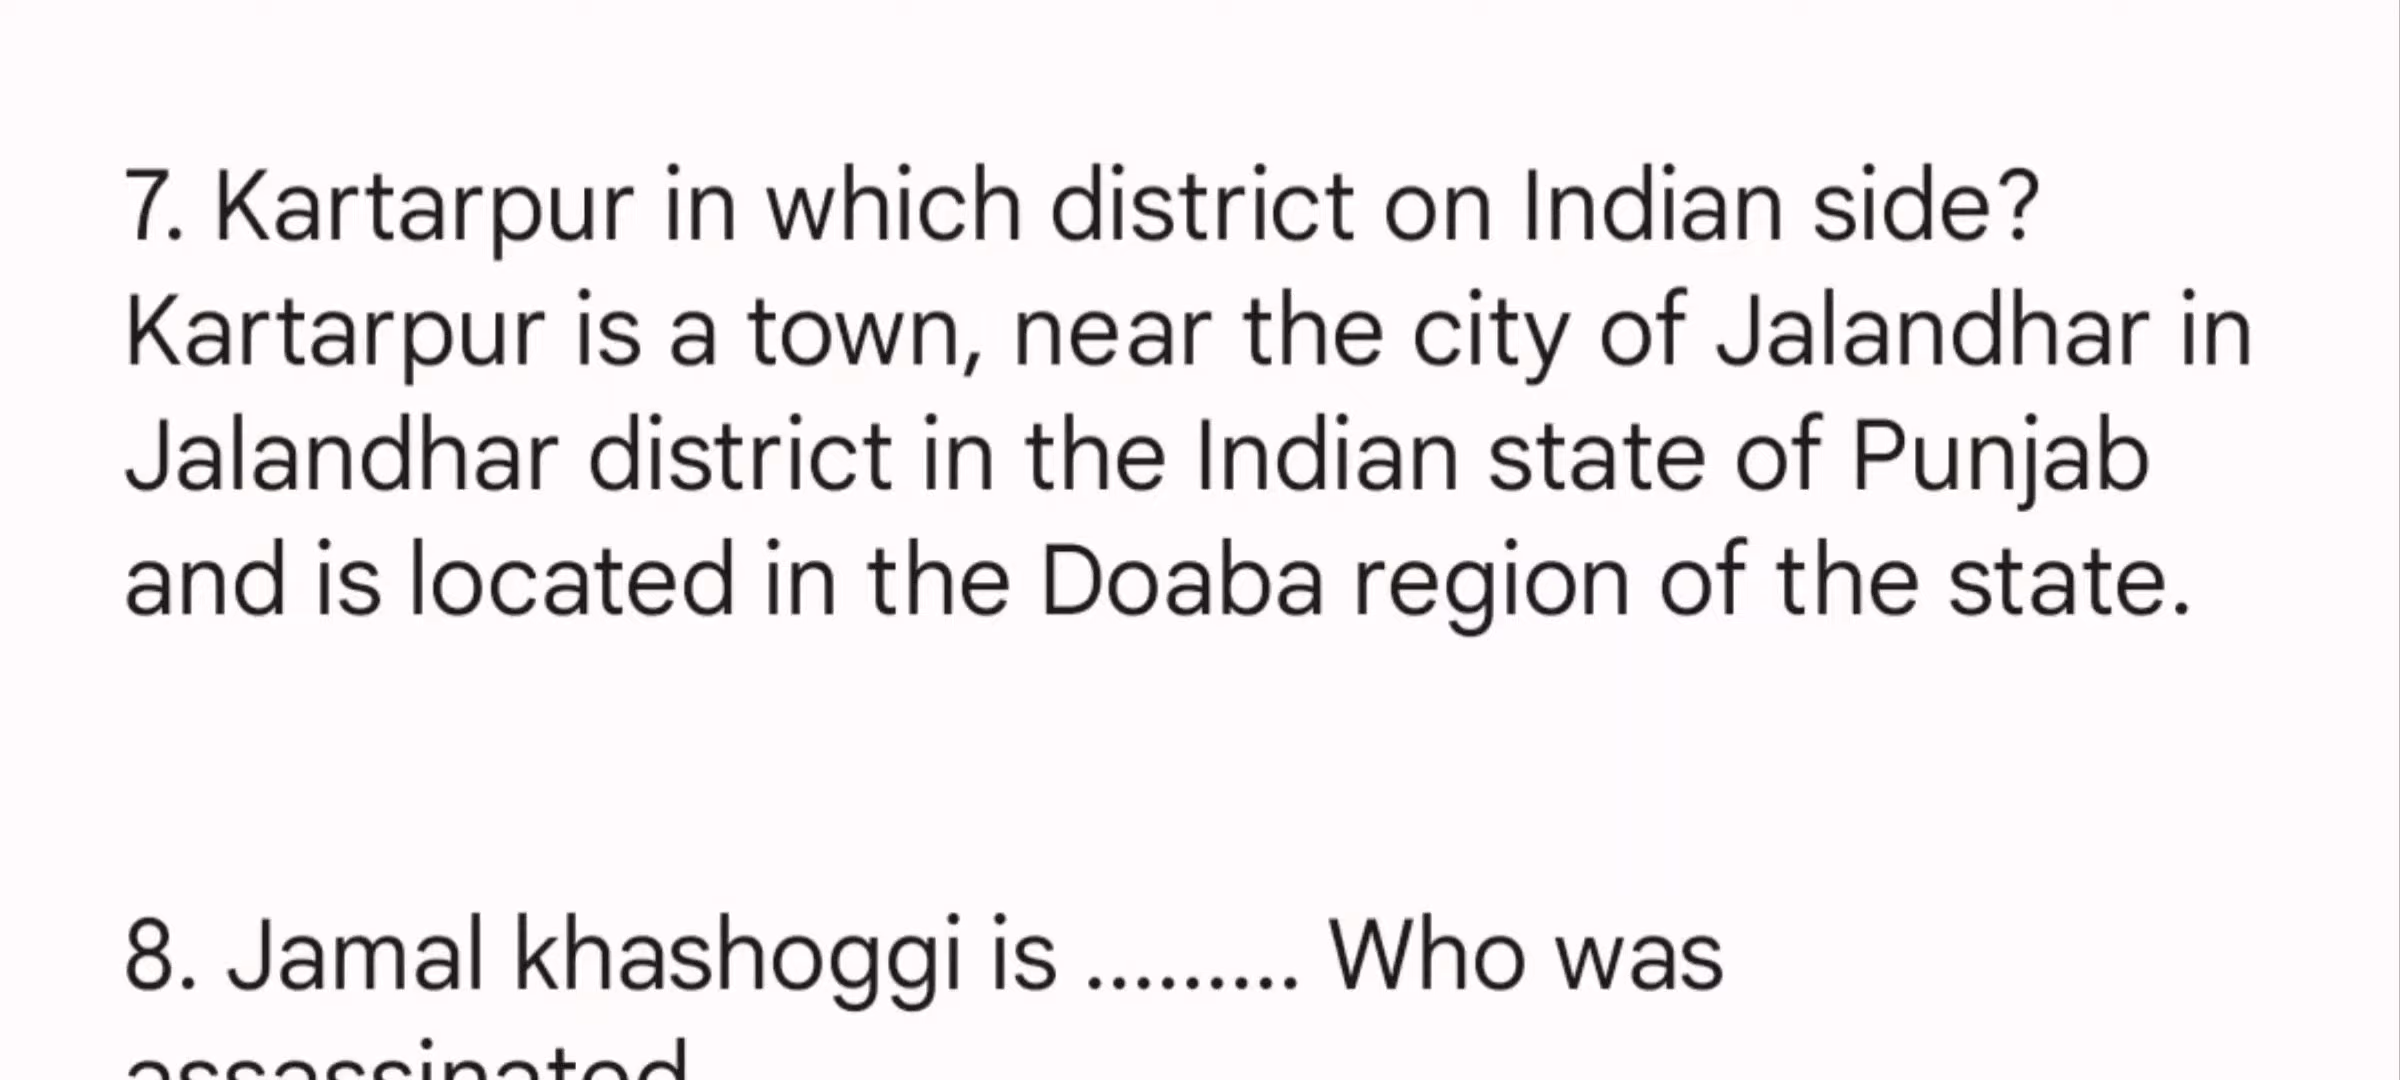 7. Kartarpur in which district on Indian side?
Kartarpur is a town, near the city of Jalandhar in
Jalandhar district in the Indian state of Punjab
and is located in the Doaba region of the state.
8. Jamal khashoggi is ......... Who was
assassinated